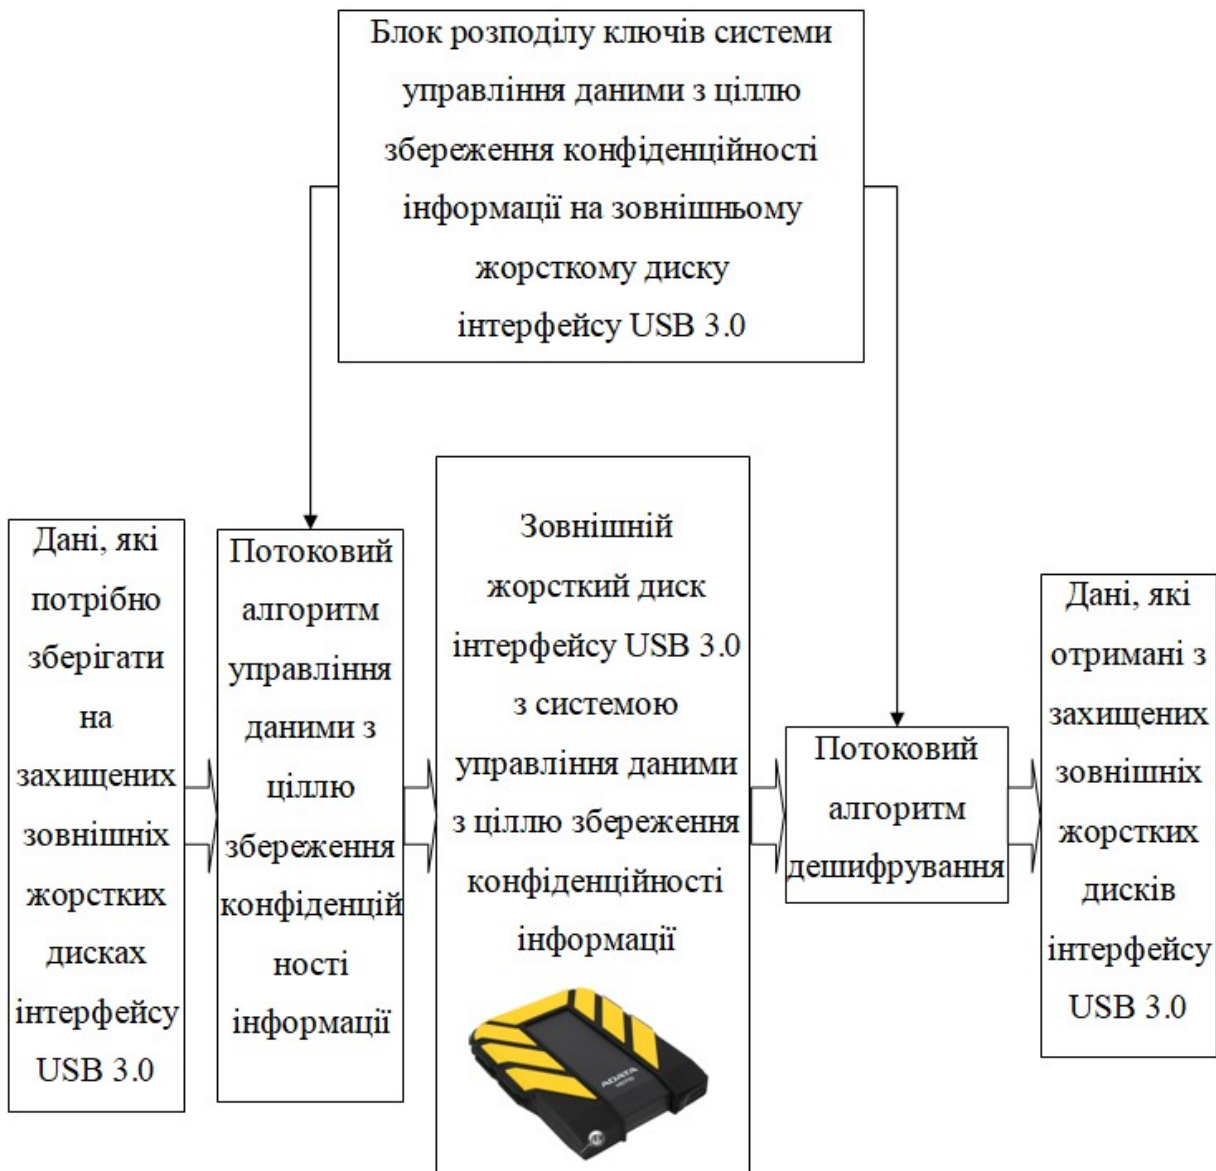 Блок розподілу ключів системи
управління даними з ціллю
збереження конфіденційності
інформації на зовнішньому
жорсткому диску
інтерфейсу USB 3.0
Дані, які
потрібно
зберігати
на
захищених
зовнішніх
жорстких
дисках
інтерфейсу
USB 3.0
Потоковий
алгоритм
управління
даними з
ціллю
збереження
конфіденцій
ності
інформації
Зовнішній
жорсткий диск
інтерфейсу USB 3.0
з системою
управління даними
з ціллю збереження
конфіденційності
інформації
ADATA
Потоковий
алгоритм
дешифрування
Дані, які
отримані з
захищених
зовнішніх
жорстких
дисків
інтерфейсу
USB 3.0